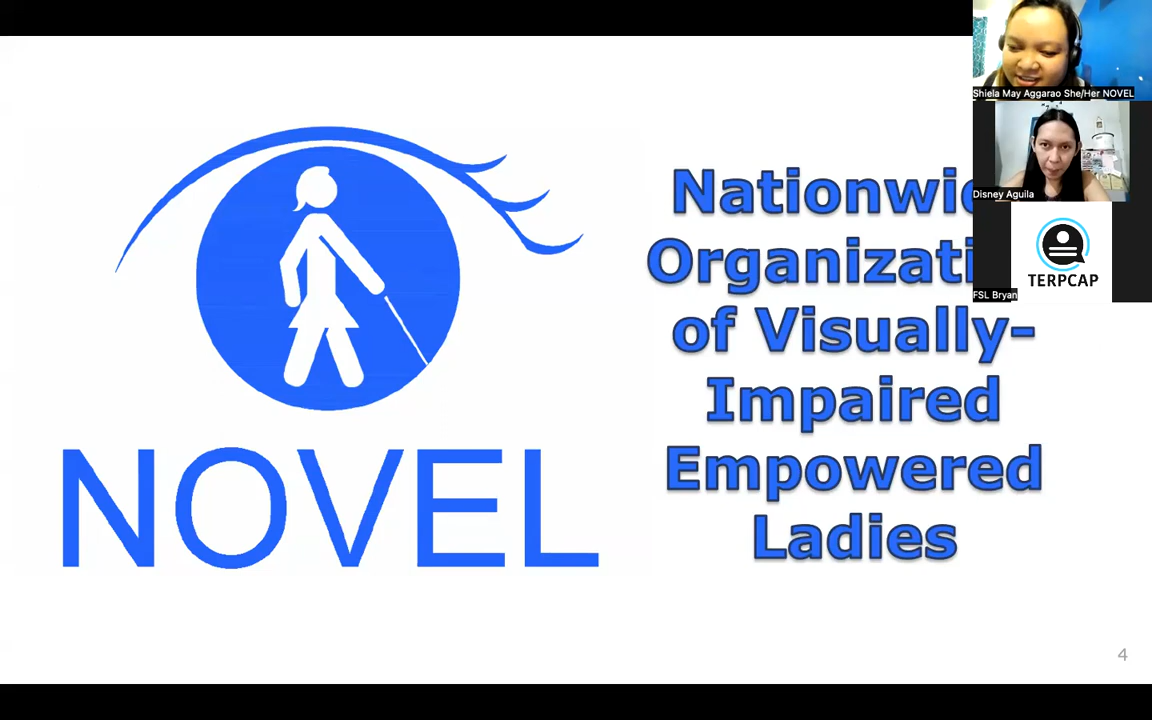 NOVEL
Nationwi
Organizati
of Visually-
Impaired
Empowered
Ladies
4
Shiela May Aggarao She/Her NOVEL
Disney Aguila
TERPCAP
FSL Bryan